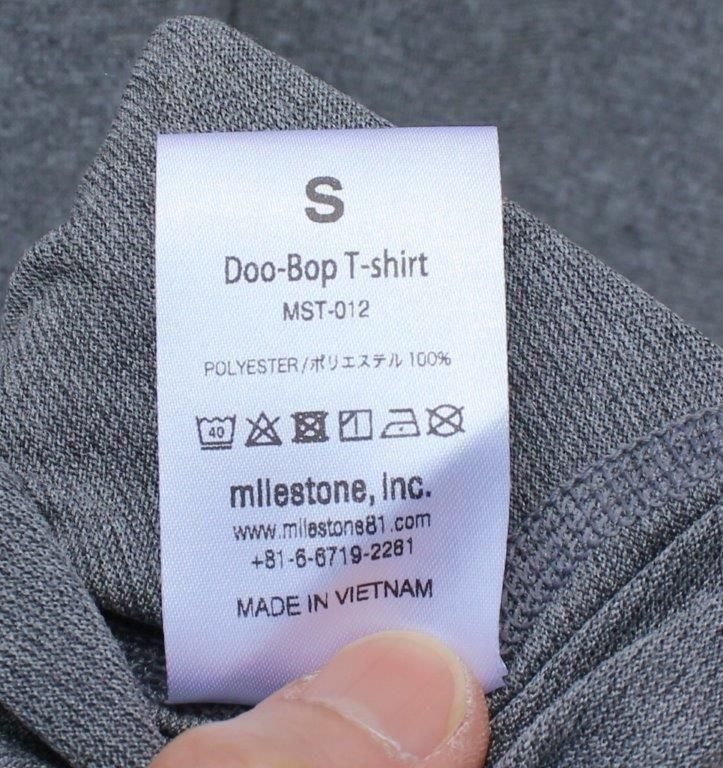 S
Doo-Bop T-shirt
MST-012
POLYESTER/ポリエステル 100%
40
milestone, inc.
www.milestone81.com
+81-6-6719-2281
MADE IN VIETNAM